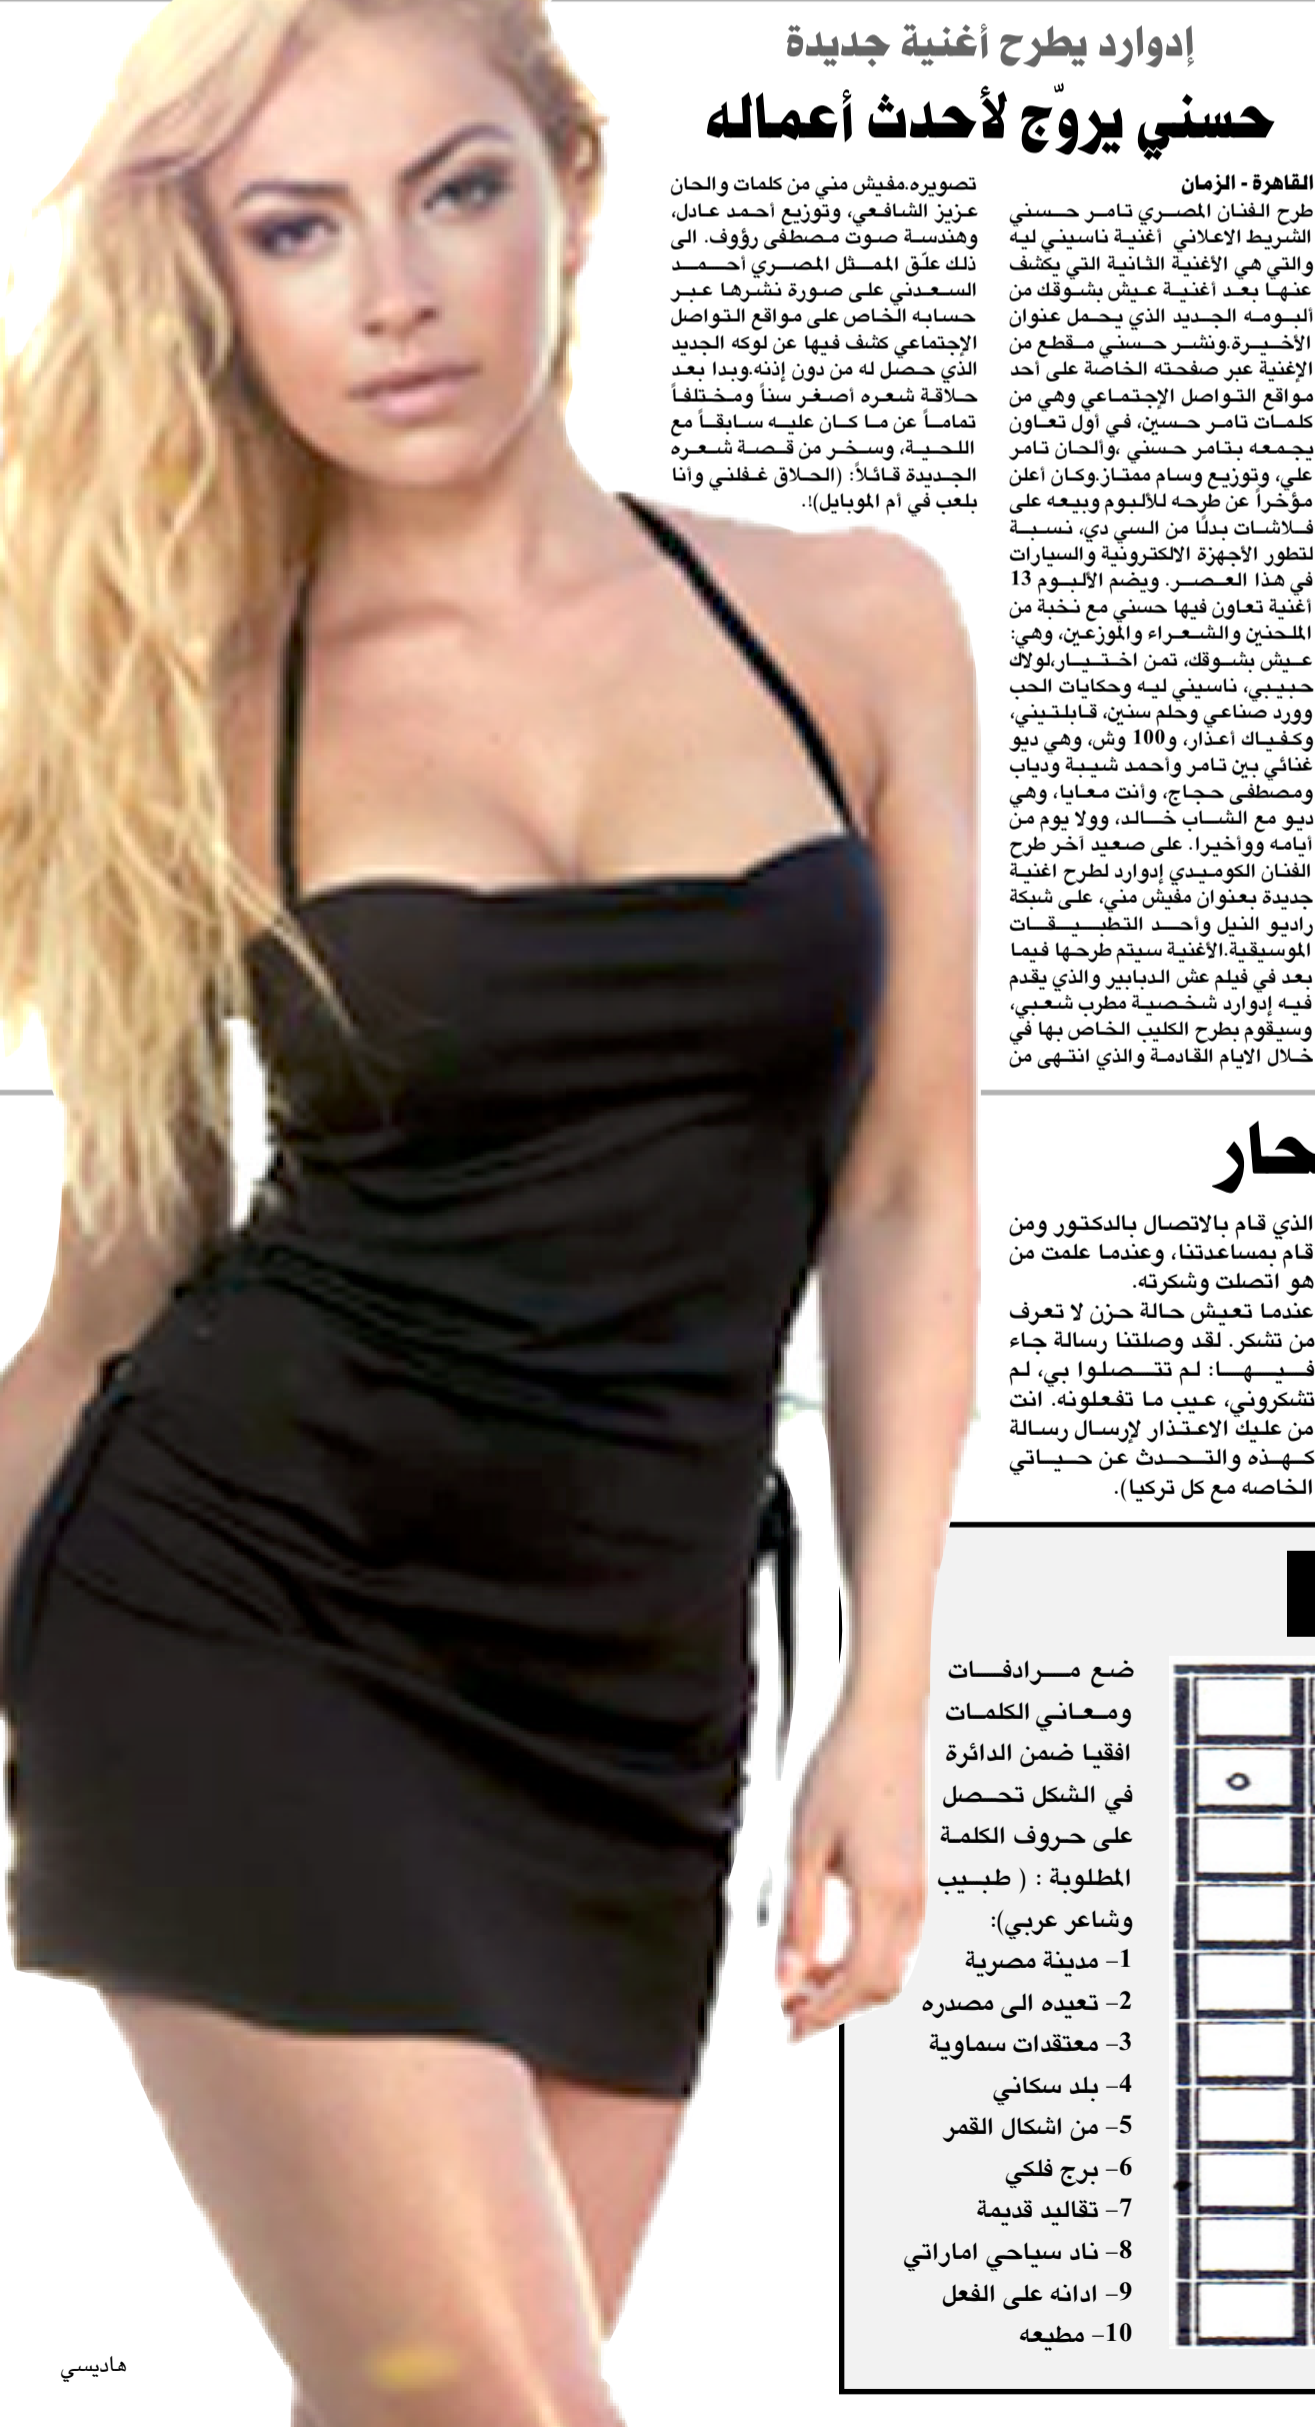 إدوارد يطرح أغنية جديدة
حسني يروّج لأحدث أعماله
القاهرة - الزمان
طرح الفنان المصري تامر حسني
الشريط الاعلاني أغنية ناسيني ليه
والتي هي الأغنية الثانية التي يكشف
عنها بعد أغنية عيش بشوقك من
ألبومه الجديد الذي يحمل عنوان
الأخيرة.ونشر حسني مقطع من
الإغنية عبر صفحته الخاصة على أحد
مواقع التواصل الإجتماعي وهي من
كلمات تامر حسين، في أول تعاون
يجمعه بتامر حسني ،وألحان تامر
علي، وتوزيع وسام ممتاز.وكان أعلن
مؤخراً عن طرحه للألبوم وبيعه على
فلاشات بدلًا من السي دي، نسبة
لتطور الأجهزة الالكترونية والسيارات
في هذا العصر. ويضم الألبوم 13
أغنية تعاون فيها حسني مع نخبة من
الملحنين والشعراء والموزعين، وهي:
عيش بشوقك، تمن اختيار،لولاك
حبيبي، ناسيني ليه وحكايات الحب
وورد صناعي وحلم سنين، قابلتيني،
وكفياك أعذار، و100 وش، وهي ديو
غنائي بين تامر وأحمد شيبة ودياب
ومصطفى حجاج، وأنت معايا، وهي
ديو مع الشاب خالد، وولا يوم من
أيامه ووأخيرا. على صعيد آخر طرح
الفنان الكوميدي إدوارد لطرح اغنية
جديدة بعنوان مفيش مني، على شبكة
راديو النيل وأحد التطبيقات
الموسيقية.الأغنية سيتم طرحها فيما
بعد في فيلم عش الدبابير والذي يقدم
فيه إدوارد شخصية مطرب شعبي،
وسيقوم بطرح الكليب الخاص بها في
خلال الايام القادمة والذي انتهى من
تصويره.مفيش مني من كلمات والحان
عزيز الشافعي، وتوزيع أحمد عادل،
وهندسة صوت مصطفى رؤوف. الى
ذلك علّق الممثل المصري أحمد
السعدني على صورة نشرها عبر
حسابه الخاص على مواقع التواصل
الإجتماعي كشف فيها عن لوكه الجديد
الذي حصل له من دون إذنه.وبدا بعد
حلاقة شعره أصغر سناً ومختلفاً
تماماً عن ما كان عليه سابقاً مع
اللحية، وسخر من قصة شعره
الجديدة قائلاً: (الحلاق غفلني وأنا
بلعب في أم الموبايل)!.
حار
الذي قام بالاتصال بالدكتور ومن
قام بمساعدتنا، وعندما علمت من
هو اتصلت وشكرته.
عندما تعيش حالة حزن لا تعرف
من تشكر. لقد وصلتنا رسالة جاء
فيها: لم تتصلوا بي، لم
تشكروني، عيب ما تفعلونه. انت
من عليك الاعتذار لإرسال رسالة
كهذه والتحدث عن حياتي
الخاصه مع كل تركيا).
ضع مرادفات
ومعاني الكلمات
افقيا ضمن الدائرة
في الشكل تحصل
على حروف الكلمة
المطلوبة : ( طبيب
وشاعر عربي):
1- مدينة مصرية
2- تعيده الى مصدره
3- معتقدات سماوية
4- بلد سكاني
5- من اشكال القمر
6- برج فلكي
7- تقاليد قديمة
8- ناد سياحي اماراتي
9- ادانه على الفعل
10- مطيعه
هاديسي